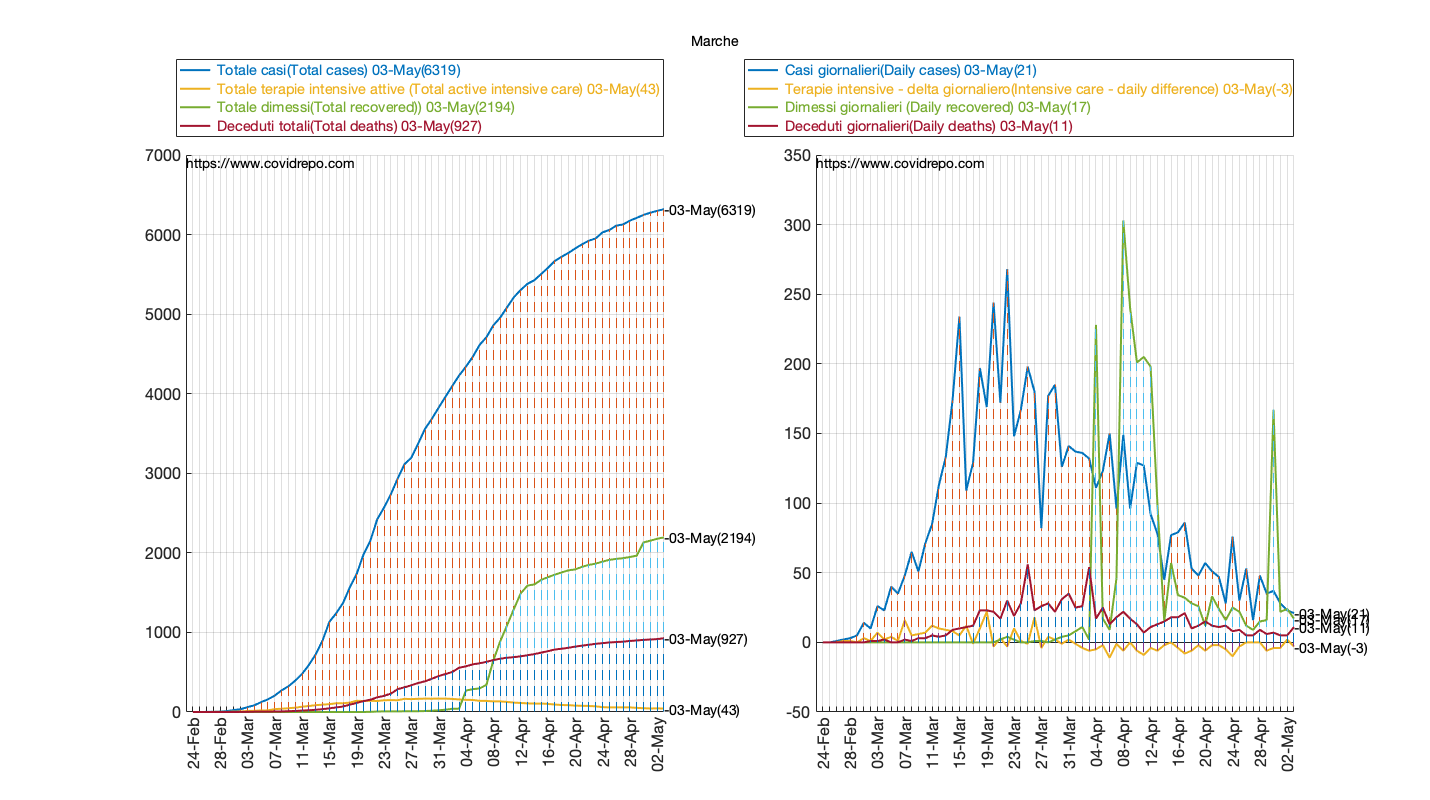 Marche
Totale casi(Total cases) 03-May(6319)
Totale terapie intensive attive (Total active intensive care) 03-May(43)
Totale dimessi(Total recovered)) 03-May(2194)
Deceduti totali(Total deaths) 03-May(927)
7000
6000
5000
4000
3000
2000
1000
0
https://www.covidrepo.com
-03-May(6319)
-03-May(2194)
-03-May(927)
-03-May(43)
24-Feb
28-Feb
03-Mar
07-Mar
11-Mar
15-Mar
19-Mar
23-Mar
27-Mar
31-Mar
04-Apr
08-Apr
12-Apr
16-Apr
20-Apr
24-Apr
28-Apr
02-May
Casi giornalieri(Daily cases) 03-May(21)
Terapie intensive - delta giornaliero(Intensive care - daily difference) 03-May(-3)
Dimessi giornalieri (Daily recovered) 03-May(17)
Deceduti giornalieri(Daily deaths) 03-May(11)
350
300
250
200
150
100
50
0
-50
https://www.covidrepo.com
-03-May(21)
-03-May(17)
-03-May(11)
-03-May(-3)
24-Feb
28-Feb
03-Mar
07-Mar
11-Mar
15-Mar
19-Mar
23-Mar
27-Mar
31-Mar
04-Apr
08-Apr
12-Apr
16-Apr
20-Apr
24-Apr
28-Apr
02-May